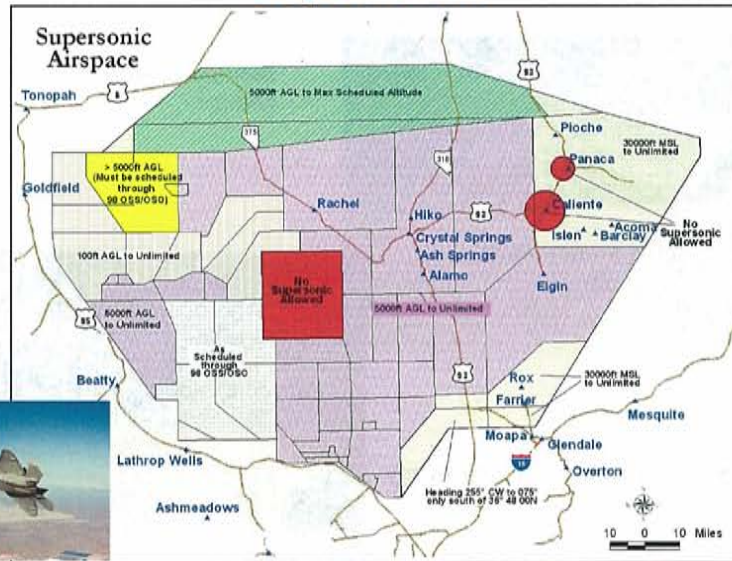 Supersonic
Airspace
Tonopah
6
93
5000ft AGL to Max Scheduled Altitude
375
318
Pioche
30000ft MSL
to Unlimited
Panaca
> 5000ft AGL
(Must be scheduled
through
98 OSS/OSO)
Goldfield
Rachel
Hiko
93
Caliente
Acoma
Islen
Barclay
No
Supersonic
Allowed
Crystal Springs
Ash Springs
Alamo
Elgin
100ft AGL to Unlimited
No
Supersonic
Allowed
5000ft AGL
to Unlimited
5000ft AGL to Unlimited
95
As
Scheduled
through
98 OSS/OSO
93
30000ft MSL
to Unlimited
Beatty
Rox
Farrier
Mesquite
Moapa
Glendale
15
Overton
Lathrop Wells
Heading 255° CW to 075°
only south of 36° 48 00N
Ashmeadows
10 0 10 Miles